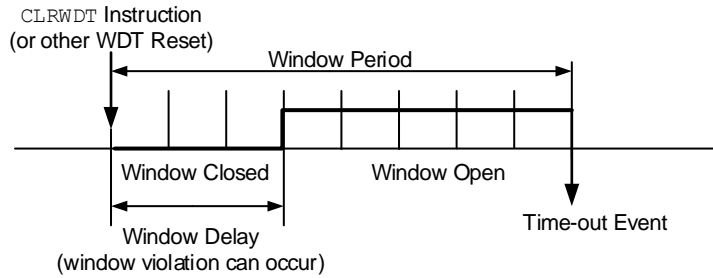 CLRWDT Instruction
(or other WDT Reset)
Window Period
Window Closed
Window Open
Window Delay
(window violation can occur)
Time-out Event